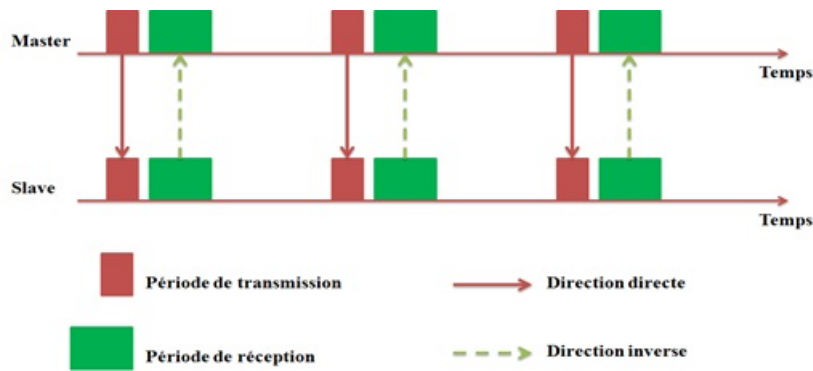 Master
Temps
Slave
Temps
Période de transmission
Direction directe
Période de réception
Direction inverse